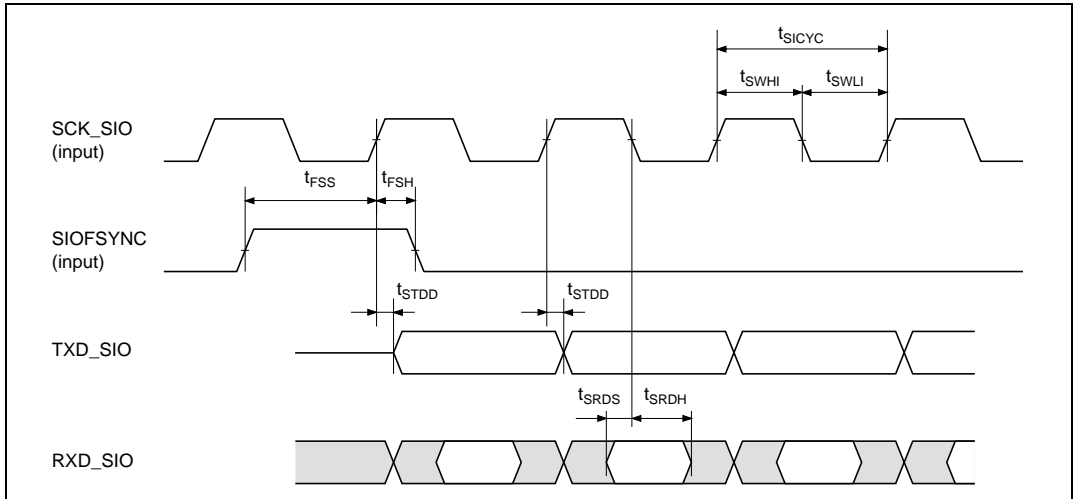 tSICYC
tSWHI tSWLI
SCK_SIO
(input)
tFSS tFSH
SIOFSYNC
(input)
tSTDD tSTDD
TXD_SIO
tSRDS tSRDH
RXD_SIO